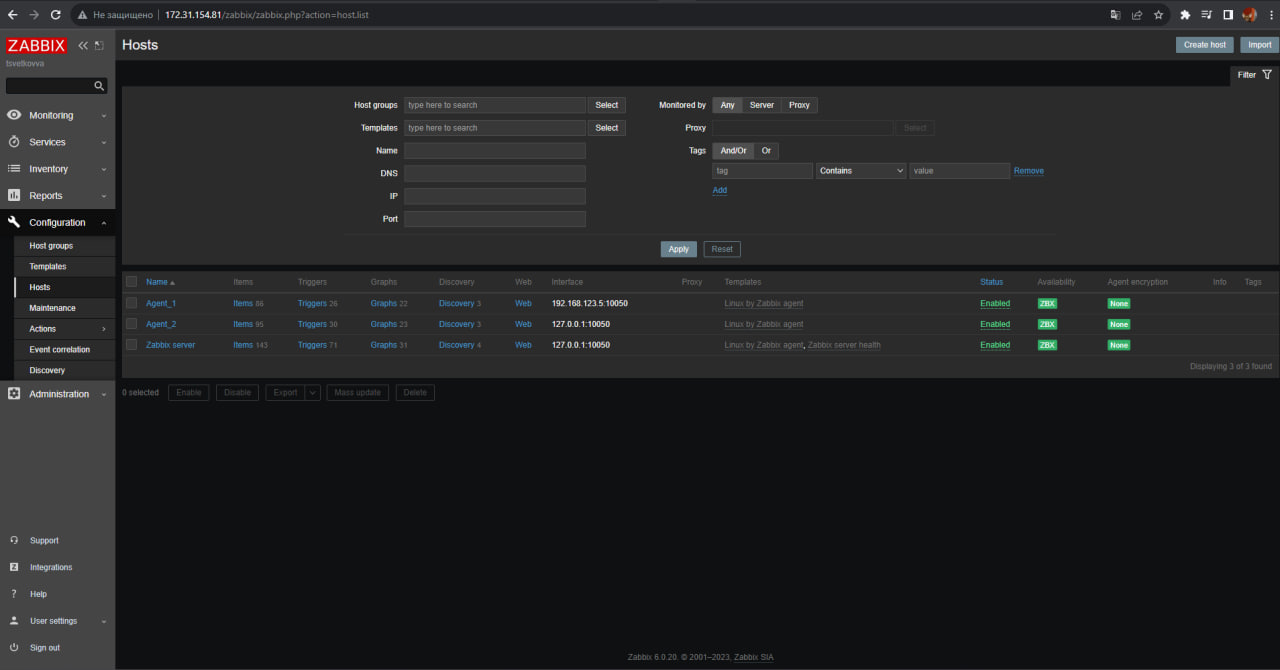 Не защищено 172.31.154.81/zabbix/zabbix.php?action=host.list
ZABBIX
tsvetkovva
Monitoring
Services
Inventory
Reports
Configuration
Host groups
Templates
Hosts
Maintenance
Actions
Event correlation
Discovery
Administration
Support
Integrations
Help
User settings
Sign out
Hosts
Create host Import
Filter
Host groups type here to search Select
Templates type here to search Select
Name
DNS
IP
Port
Monitored by Any Server Proxy
Proxy Select
Tags And/Or Or
tag Contains value Remove
Add
Apply Reset
Name Items Triggers Graphs Discovery Web Interface Proxy Templates Status Availability Agent encryption Info Tags
Agent_1 Items 86 Triggers 26 Graphs 22 Discovery 3 Web 192.168.123.5:10050 Linux by Zabbix agent Enabled ZBX None
Agent_2 Items 95 Triggers 30 Graphs 23 Discovery 3 Web 127.0.0.1:10050 Linux by Zabbix agent Enabled ZBX None
Zabbix server Items 143 Triggers 71 Graphs 31 Discovery 4 Web 127.0.0.1:10050 Linux by Zabbix agent, Zabbix server health Enabled ZBX None
Displaying 3 of 3 found
0 selected Enable Disable Export Mass update Delete
Zabbix 6.0.20. © 2001–2023, Zabbix SIA